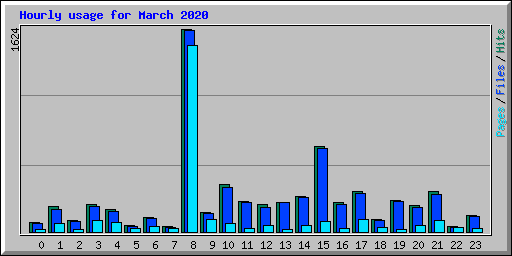 Hourly usage for March 2020
1624
Pages/Files/Hits
0 1 2 3 4 5 6 7 8 9 10 11 12 13 14 15 16 17 18 19 20 21 22 23